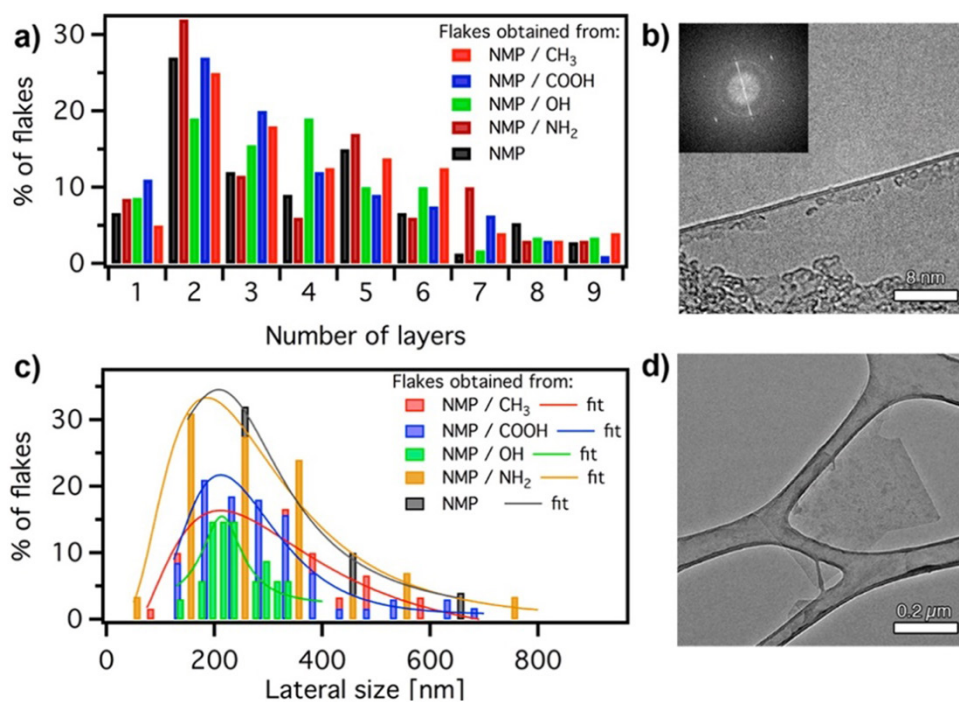 a)
% of flakes
30
20
10
0
Flakes obtained from:
NMP / CH₃
NMP / COOH
NMP / OH
NMP / NH₂
NMP
1 2 3 4 5 6 7 8 9
Number of layers
b)
8 nm
c)
% of flakes
30
20
10
0
Flakes obtained from:
NMP / CH₃ fit
NMP / COOH fit
NMP / OH fit
NMP / NH₂ fit
NMP fit
0 200 400 600 800
Lateral size [nm]
d)
0.2 µm